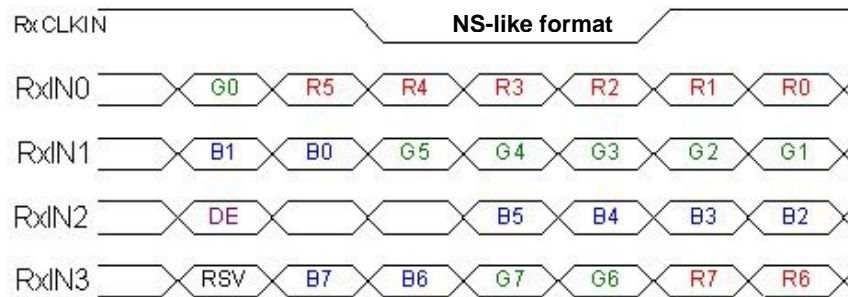 RxCLKIN NS-like format
RxIN0 G0 R5 R4 R3 R2 R1 R0
RxIN1 B1 B0 G5 G4 G3 G2 G1
RxIN2 DE B5 B4 B3 B2
RxIN3 RSV B7 B6 G7 G6 R7 R6